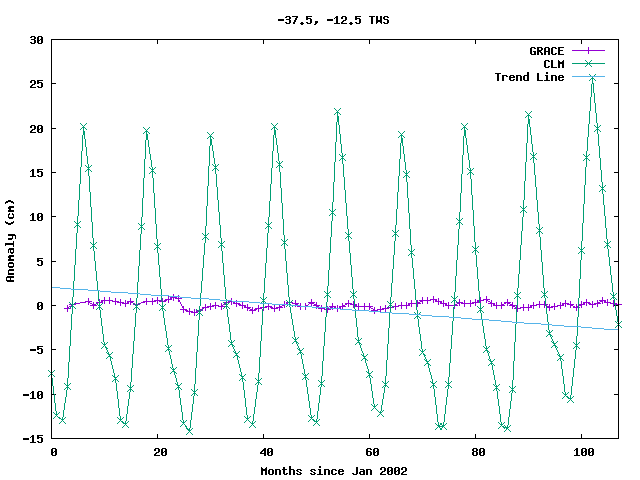 -37.5, -12.5 TWS
GRACE
CLM
Trend Line
30
25
20
15
10
5
0
-5
-10
-15
Anomaly (cm)
0 20 40 60 80 100
Months since Jan 2002